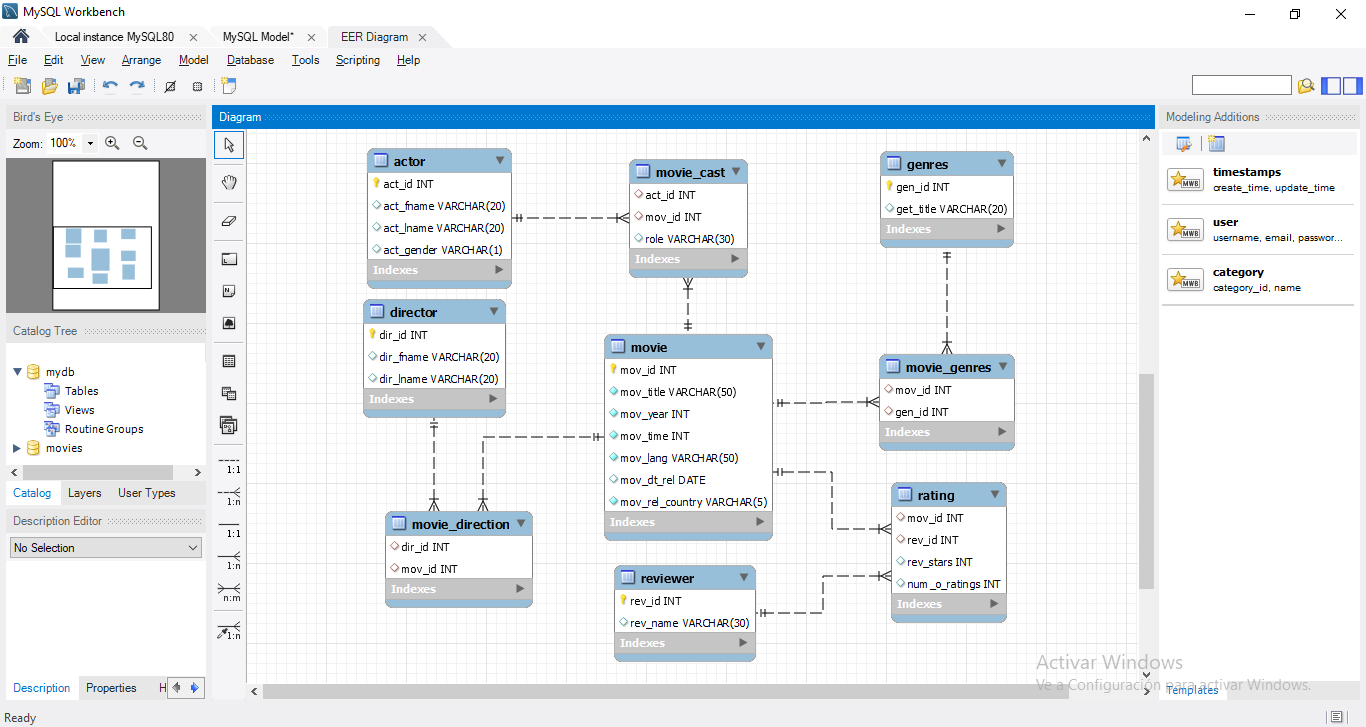 MySQL Workbench
Local instance MySQL80
MySQL Model*
EER Diagram
File Edit View Arrange Model Database Tools Scripting Help
Bird's Eye
Zoom: 100%
Catalog Tree
mydb
Tables
Views
Routine Groups
movies
Catalog Layers User Types
Description Editor
No Selection
Description Properties H
Ready
Diagram
1:1
1:n
1:1
1:n
n:m
1:n
actor
act_id INT
act_fname VARCHAR(20)
act_lname VARCHAR(20)
act_gender VARCHAR(1)
Indexes
movie_cast
act_id INT
mov_id INT
role VARCHAR(30)
Indexes
genres
gen_id INT
get_title VARCHAR(20)
Indexes
director
dir_id INT
dir_fname VARCHAR(20)
dir_lname VARCHAR(20)
Indexes
movie
mov_id INT
mov_title VARCHAR(50)
mov_year INT
mov_time INT
mov_lang VARCHAR(50)
mov_dt_rel DATE
mov_rel_country VARCHAR(5)
Indexes
movie_genres
mov_id INT
gen_id INT
Indexes
movie_direction
dir_id INT
mov_id INT
Indexes
rating
mov_id INT
rev_id INT
rev_stars INT
num_o_ratings INT
Indexes
reviewer
rev_id INT
rev_name VARCHAR(30)
Indexes
Modeling Additions
MWB
timestamps
create_time, update_time
MWB
user
username, email, passwor...
MWB
category
category_id, name
Activar Windows
Ve a Configuración para activar Windows.
Templates